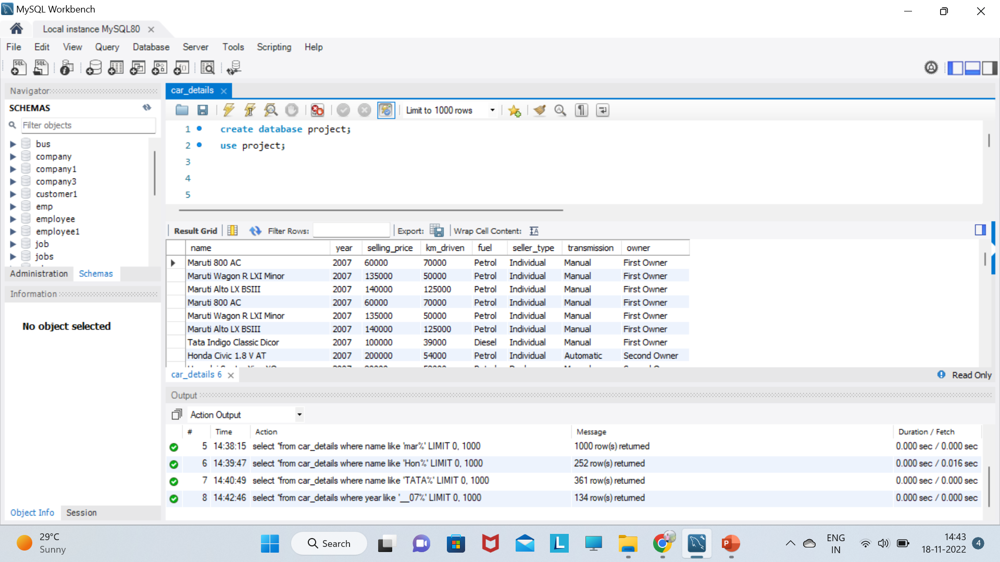 MySQL Workbench
Local instance MySQL80
File Edit View Query Database Server Tools Scripting Help
Navigator
SCHEMAS
Filter objects
bus
company
company1
company3
customer1
emp
employee
employee1
job
jobs
Administration Schemas
Information
No object selected
Object Info Session
car_details
Limit to 1000 rows
1 create database project;
2 use project;
3
4
5
Result Grid Filter Rows: Export: Wrap Cell Content:
name year selling_price km_driven fuel seller_type transmission owner
Maruti 800 AC 2007 60000 70000 Petrol Individual Manual First Owner
Maruti Wagon R LXI Minor 2007 135000 50000 Petrol Individual Manual First Owner
Maruti Alto LX BSIII 2007 140000 125000 Petrol Individual Manual First Owner
Maruti 800 AC 2007 60000 70000 Petrol Individual Manual First Owner
Maruti Wagon R LXI Minor 2007 135000 50000 Petrol Individual Manual First Owner
Maruti Alto LX BSIII 2007 140000 125000 Petrol Individual Manual First Owner
Tata Indigo Classic Dicor 2007 100000 39000 Diesel Individual Manual First Owner
Honda Civic 1.8 V AT 2007 200000 54000 Petrol Individual Automatic Second Owner
car_details 6 Read Only
Output
Action Output
# Time Action Message Duration / Fetch
5 14:38:15 select *from car_details where name like 'mar%' LIMIT 0, 1000 1000 row(s) returned 0.000 sec / 0.000 sec
6 14:39:47 select *from car_details where name like 'Hon%' LIMIT 0, 1000 252 row(s) returned 0.000 sec / 0.016 sec
7 14:40:49 select *from car_details where name like 'TATA%' LIMIT 0, 1000 361 row(s) returned 0.000 sec / 0.000 sec
8 14:42:46 select *from car_details where year like '__07%' LIMIT 0, 1000 134 row(s) returned 0.000 sec / 0.000 sec
29°C
Sunny
Search
ENG
IN
14:43
18-11-2022
4